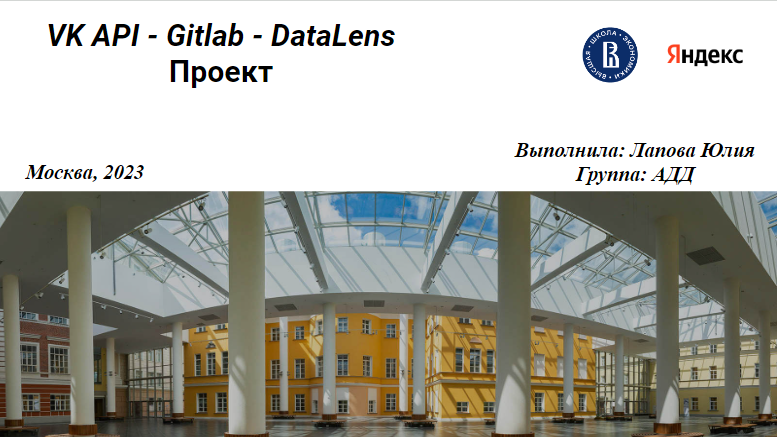 VK API - Gitlab - DataLens
Проект
ВЫСШАЯ ШКОЛА ЭКОНОМИКИ
Яндекс
Выполнила: Лапова Юлия
Группа: АДД
Москва, 2023